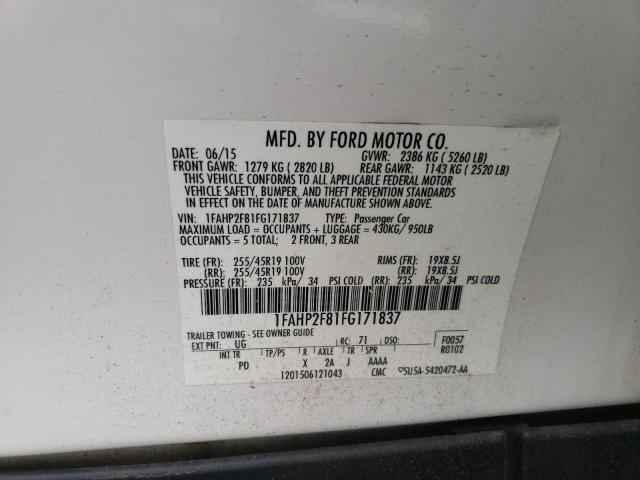 MFD. BY FORD MOTOR CO.
DATE: 06/15 GVWR: 2386 KG ( 5260 LB)
FRONT GAWR: 1279 KG ( 2820 LB) REAR GAWR: 1143 KG ( 2520 LB)
THIS VEHICLE CONFORMS TO ALL APPLICABLE FEDERAL MOTOR
VEHICLE SAFETY, BUMPER, AND THEFT PREVENTION STANDARDS
IN EFFECT ON THE DATE OF MANUFACTURE SHOWN ABOVE.
VIN: 1FAHP2F81FG171837 TYPE: Passenger Car
MAXIMUM LOAD = OCCUPANTS + LUGGAGE = 430KG/ 950LB
OCCUPANTS = 5 TOTAL; 2 FRONT, 3 REAR
TIRE (FR): 255/45R19 100V RIMS (FR): 19X8.5J
(RR): 255/45R19 100V (RR): 19X8.5J
PRESSURE (FR): 235 kPa/ 34 PSI COLD (RR): 235 kPa/ 34 PSI COLD
1FAHP2F81FG171837
TRAILER TOWING - SEE OWNER GUIDE
EXT PNT: UG RC: 71 DSO: F0057
R0102
INT TR TP/PS R AXLE TR SPR
PD X 2A J AAAA
1201506121043 CMC 5U5A-5420472-AA